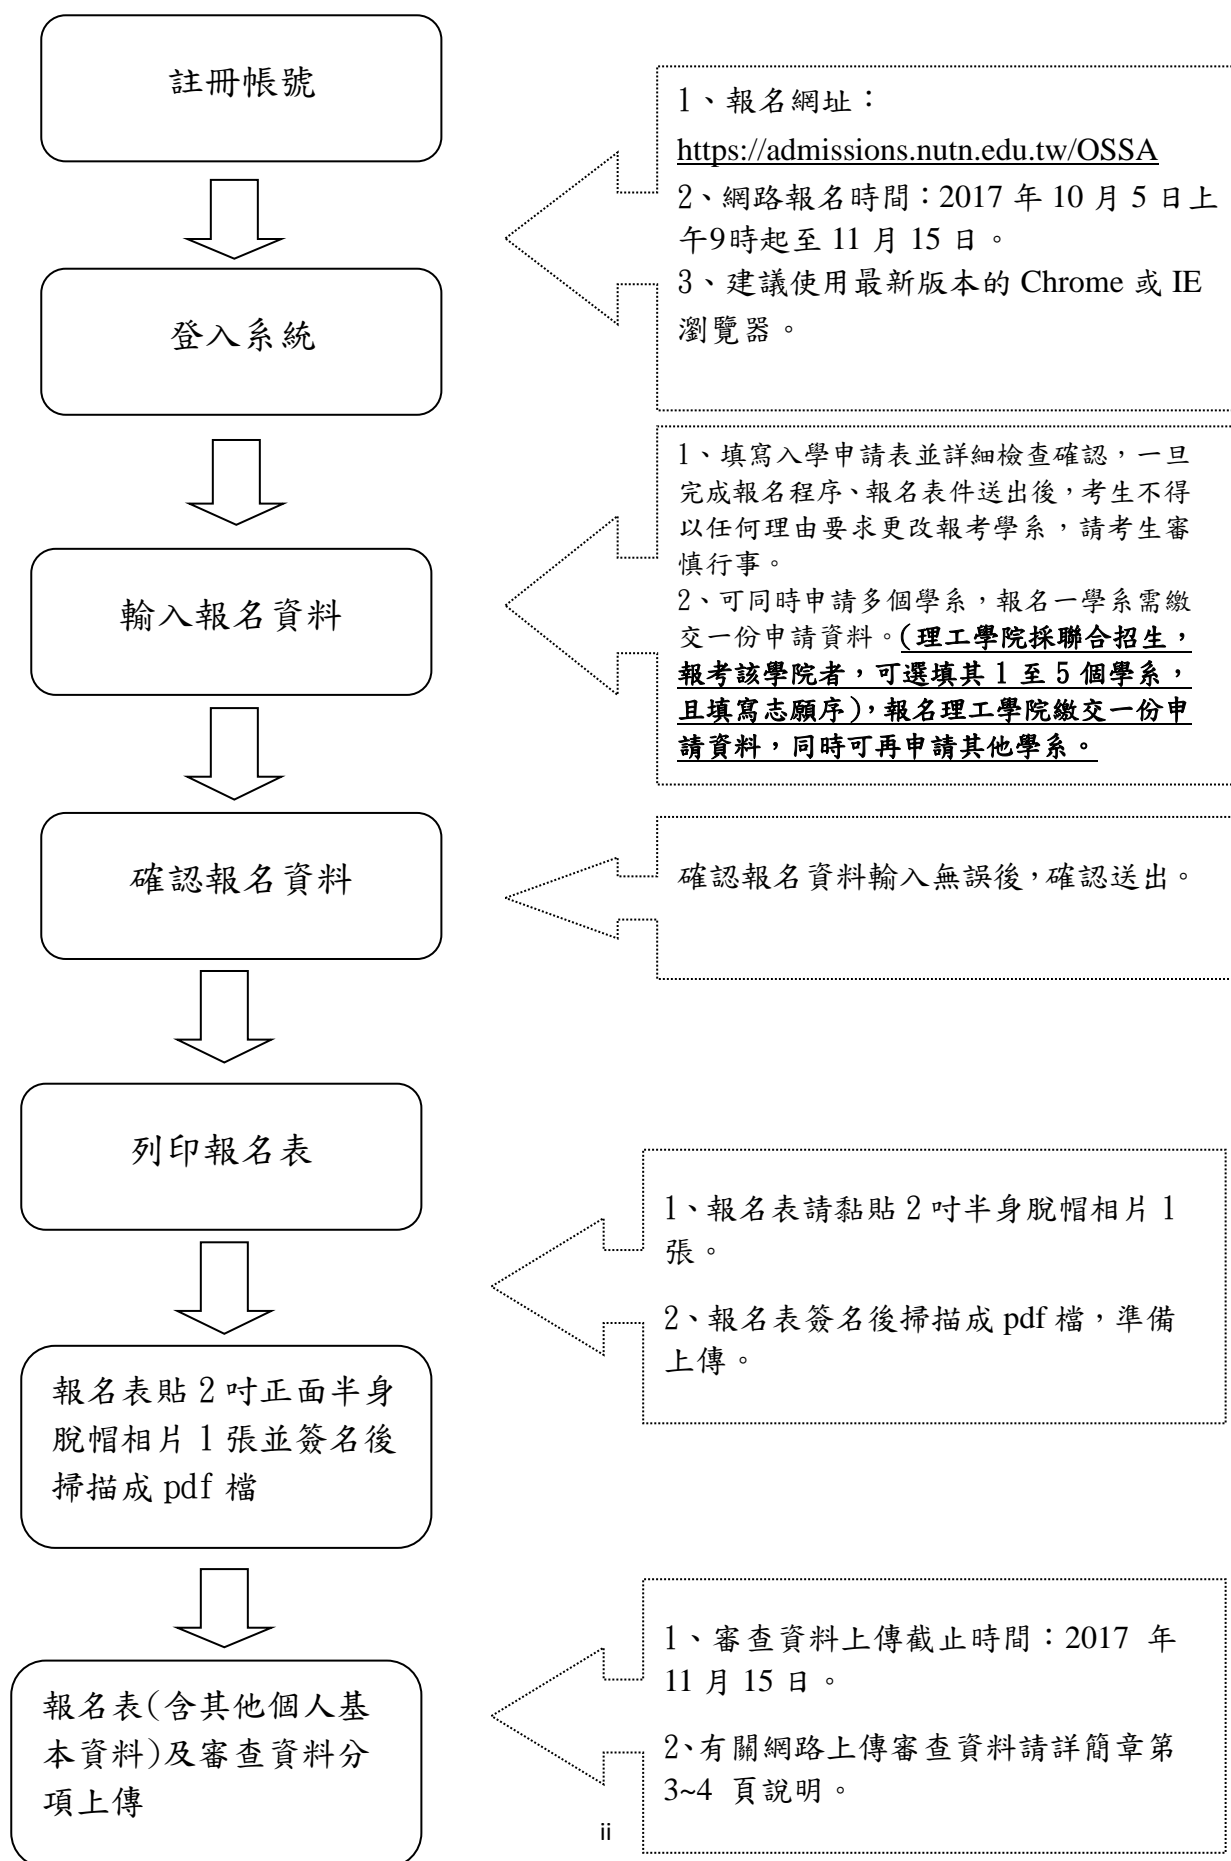 註冊帳號
1、報名網址：
https://admissions.nutn.edu.tw/OSSA
2、網路報名時間：2017 年 10 月 5 日上
午9時起至 11 月 15 日。
3、建議使用最新版本的 Chrome 或 IE
瀏覽器。
登入系統
1、填寫入學申請表並詳細檢查確認，一旦
完成報名程序、報名表件送出後，考生不得
以任何理由要求更改報考學系，請考生審
慎行事。
2、可同時申請多個學系，報名一學系需繳
交一份申請資料。(理工學院採聯合招生，
報考該學院者，可選填其 1 至 5 個學系，
且填寫志願序)，報名理工學院繳交一份申
請資料，同時可再申請其他學系。
輸入報名資料
確認報名資料
確認報名資料輸入無誤後，確認送出。
列印報名表
1、報名表請黏貼 2 吋半身脫帽相片 1
張。
2、報名表簽名後掃描成 pdf 檔，準備
上傳。
報名表貼 2 吋正面半身
脫帽相片 1 張並簽名後
掃描成 pdf 檔
1、審查資料上傳截止時間：2017 年
11 月 15 日。
2、有關網路上傳審查資料請詳簡章第
3~4 頁說明。
報名表(含其他個人基
本資料)及審查資料分
項上傳
ii